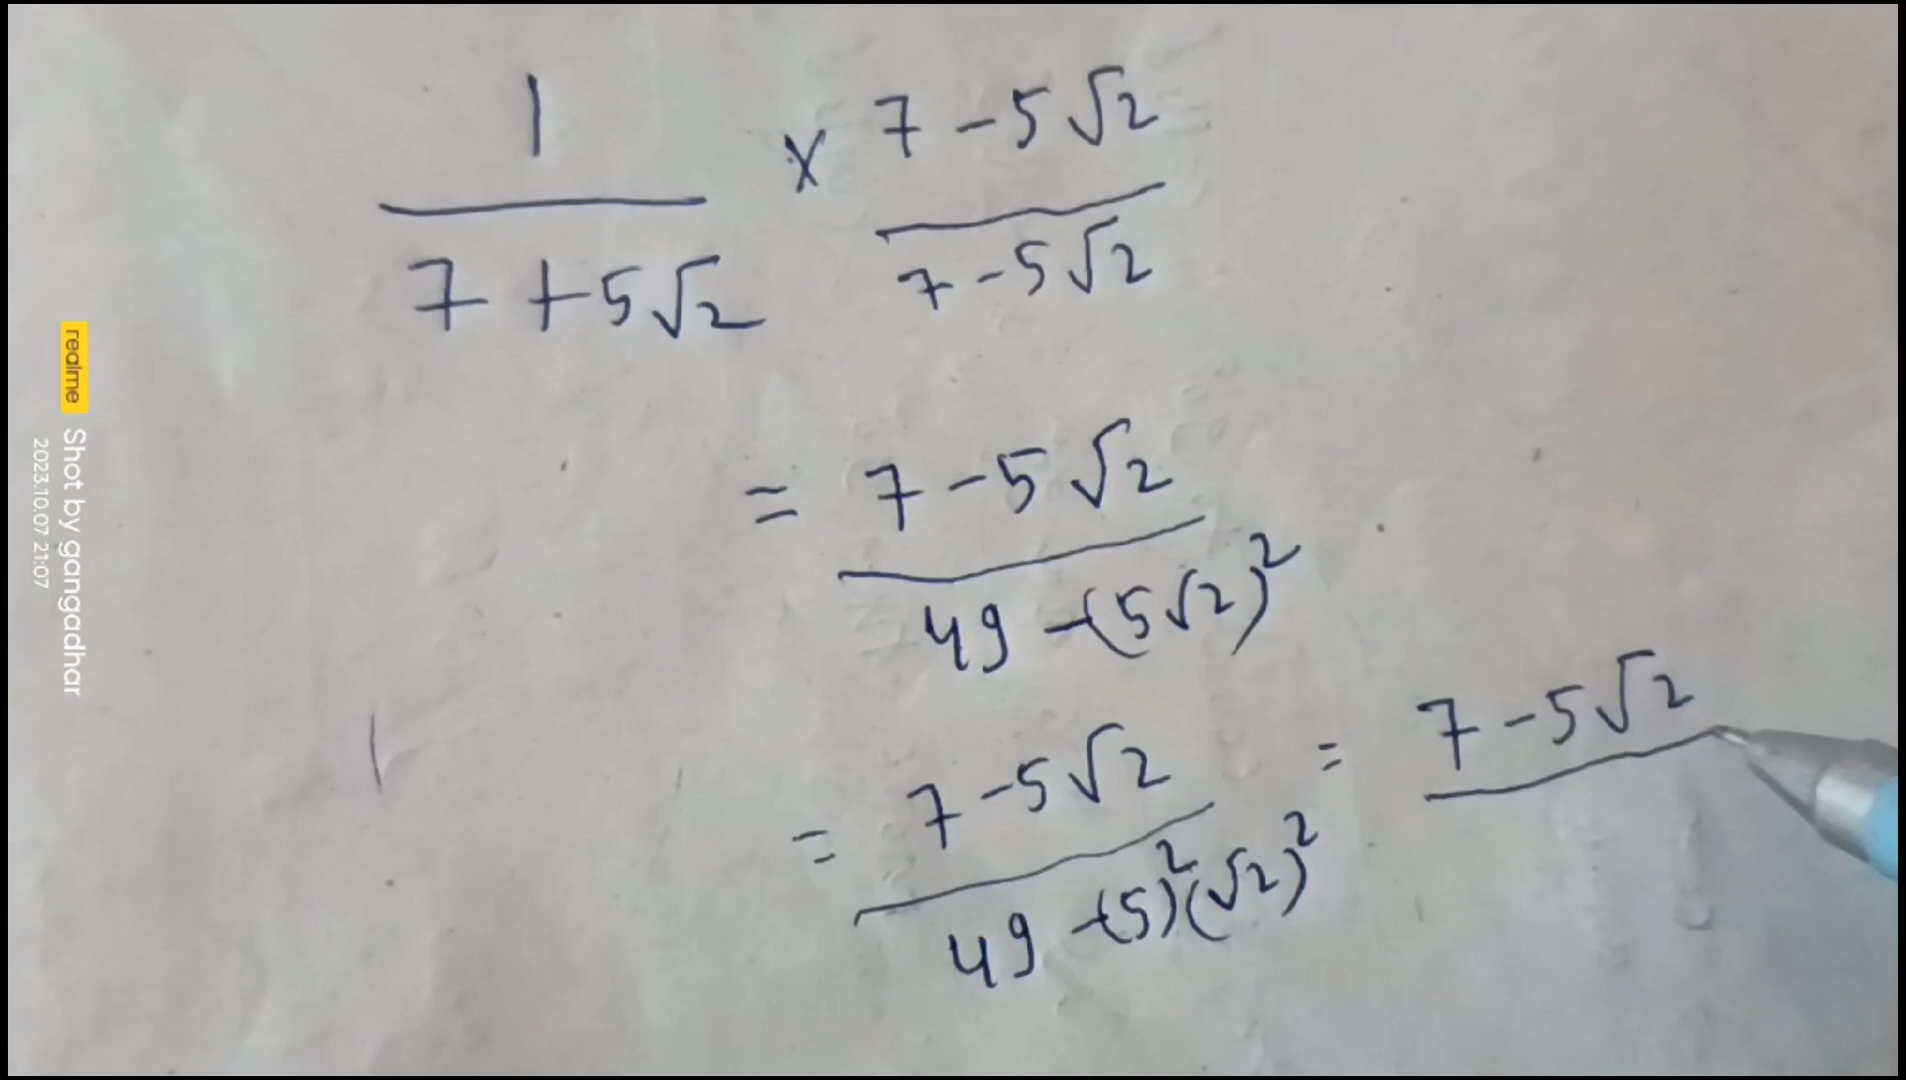 1/(7+5√2) × (7-5√2)/(7-5√2)
= (7-5√2)/(49-(5√2)²)
= (7-5√2)/(49-(5)²(√2)²) = 7-5√2
realme Shot by gangadhar
2023.10.07 21:07